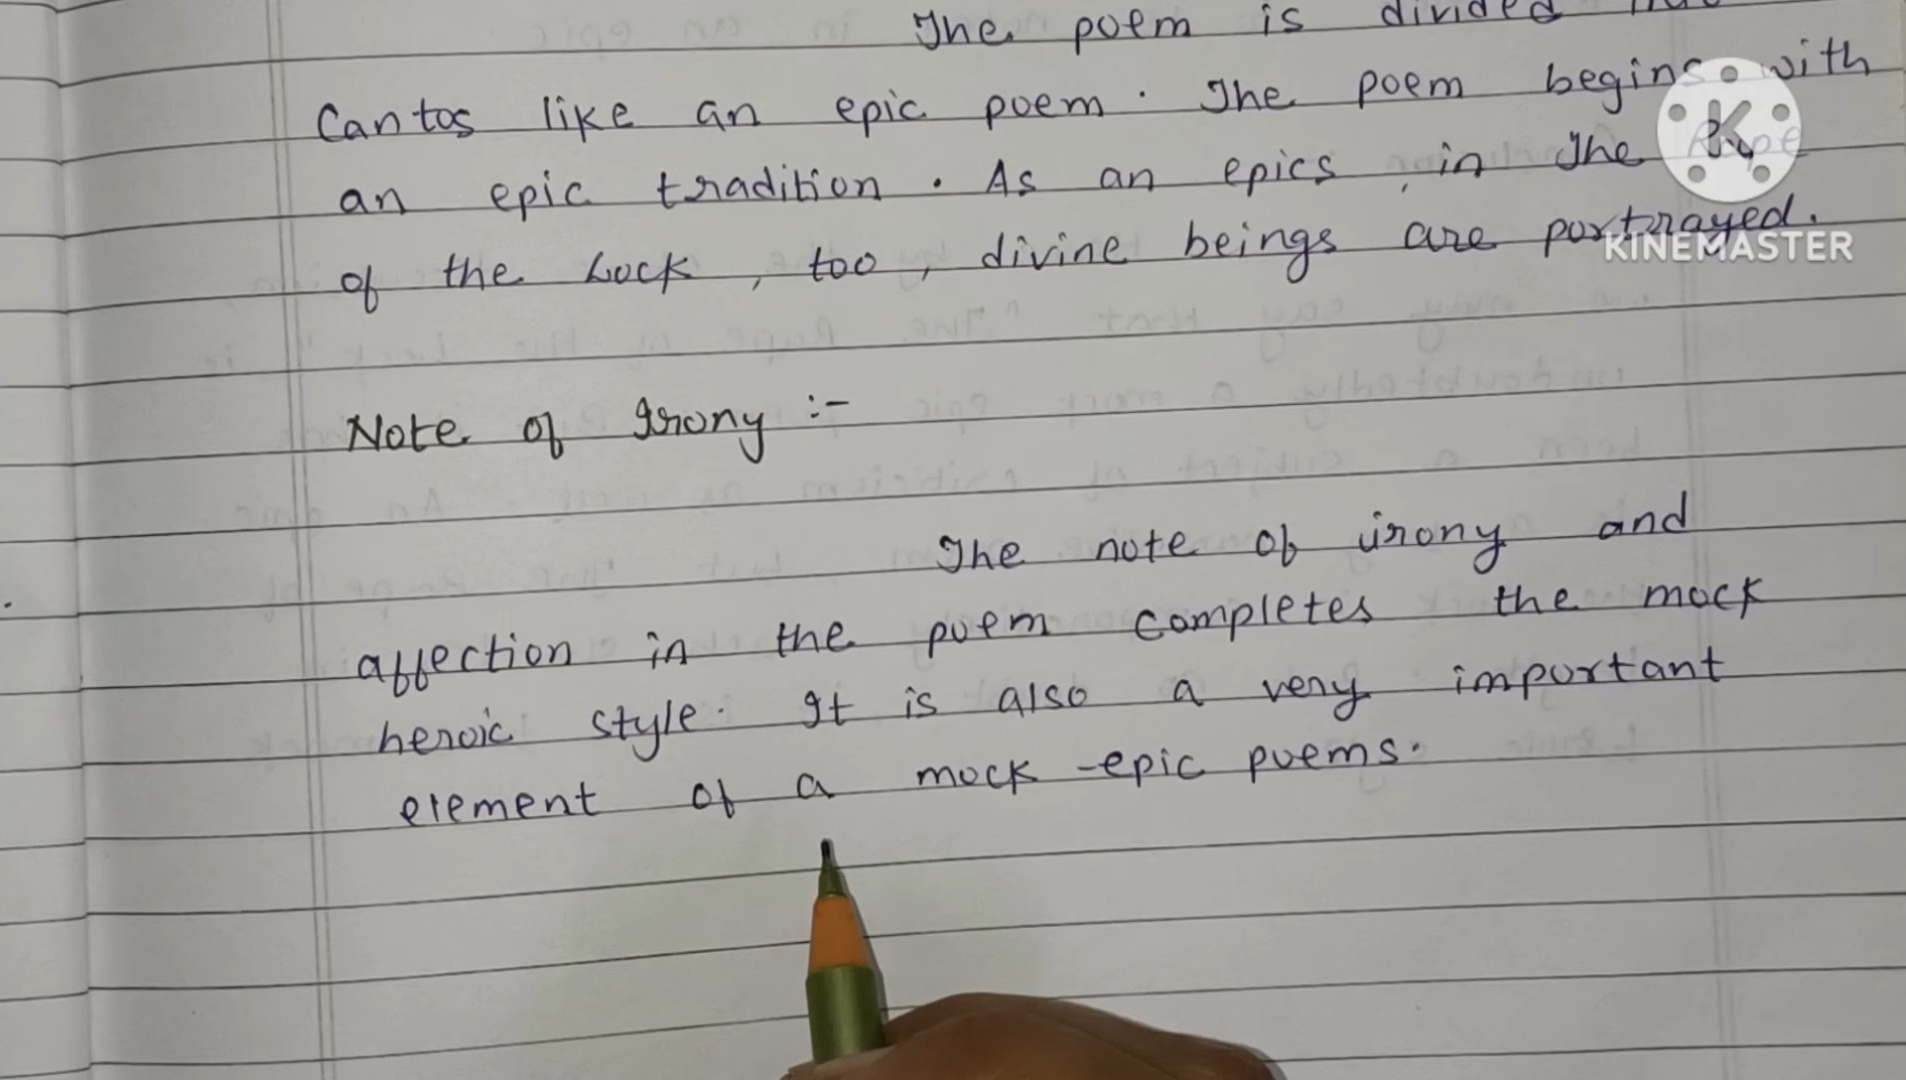 The poem is divided
Cantos like an epic poem. The poem begins with
an epic tradition. As an epics, in The Rape
of the Lock, too, divine beings are portrayed.
KINEMASTER
Note of Irony :-
The note of irony and
affection in the poem completes the mock
heroic style. It is also a very important
element of a mock-epic poems.